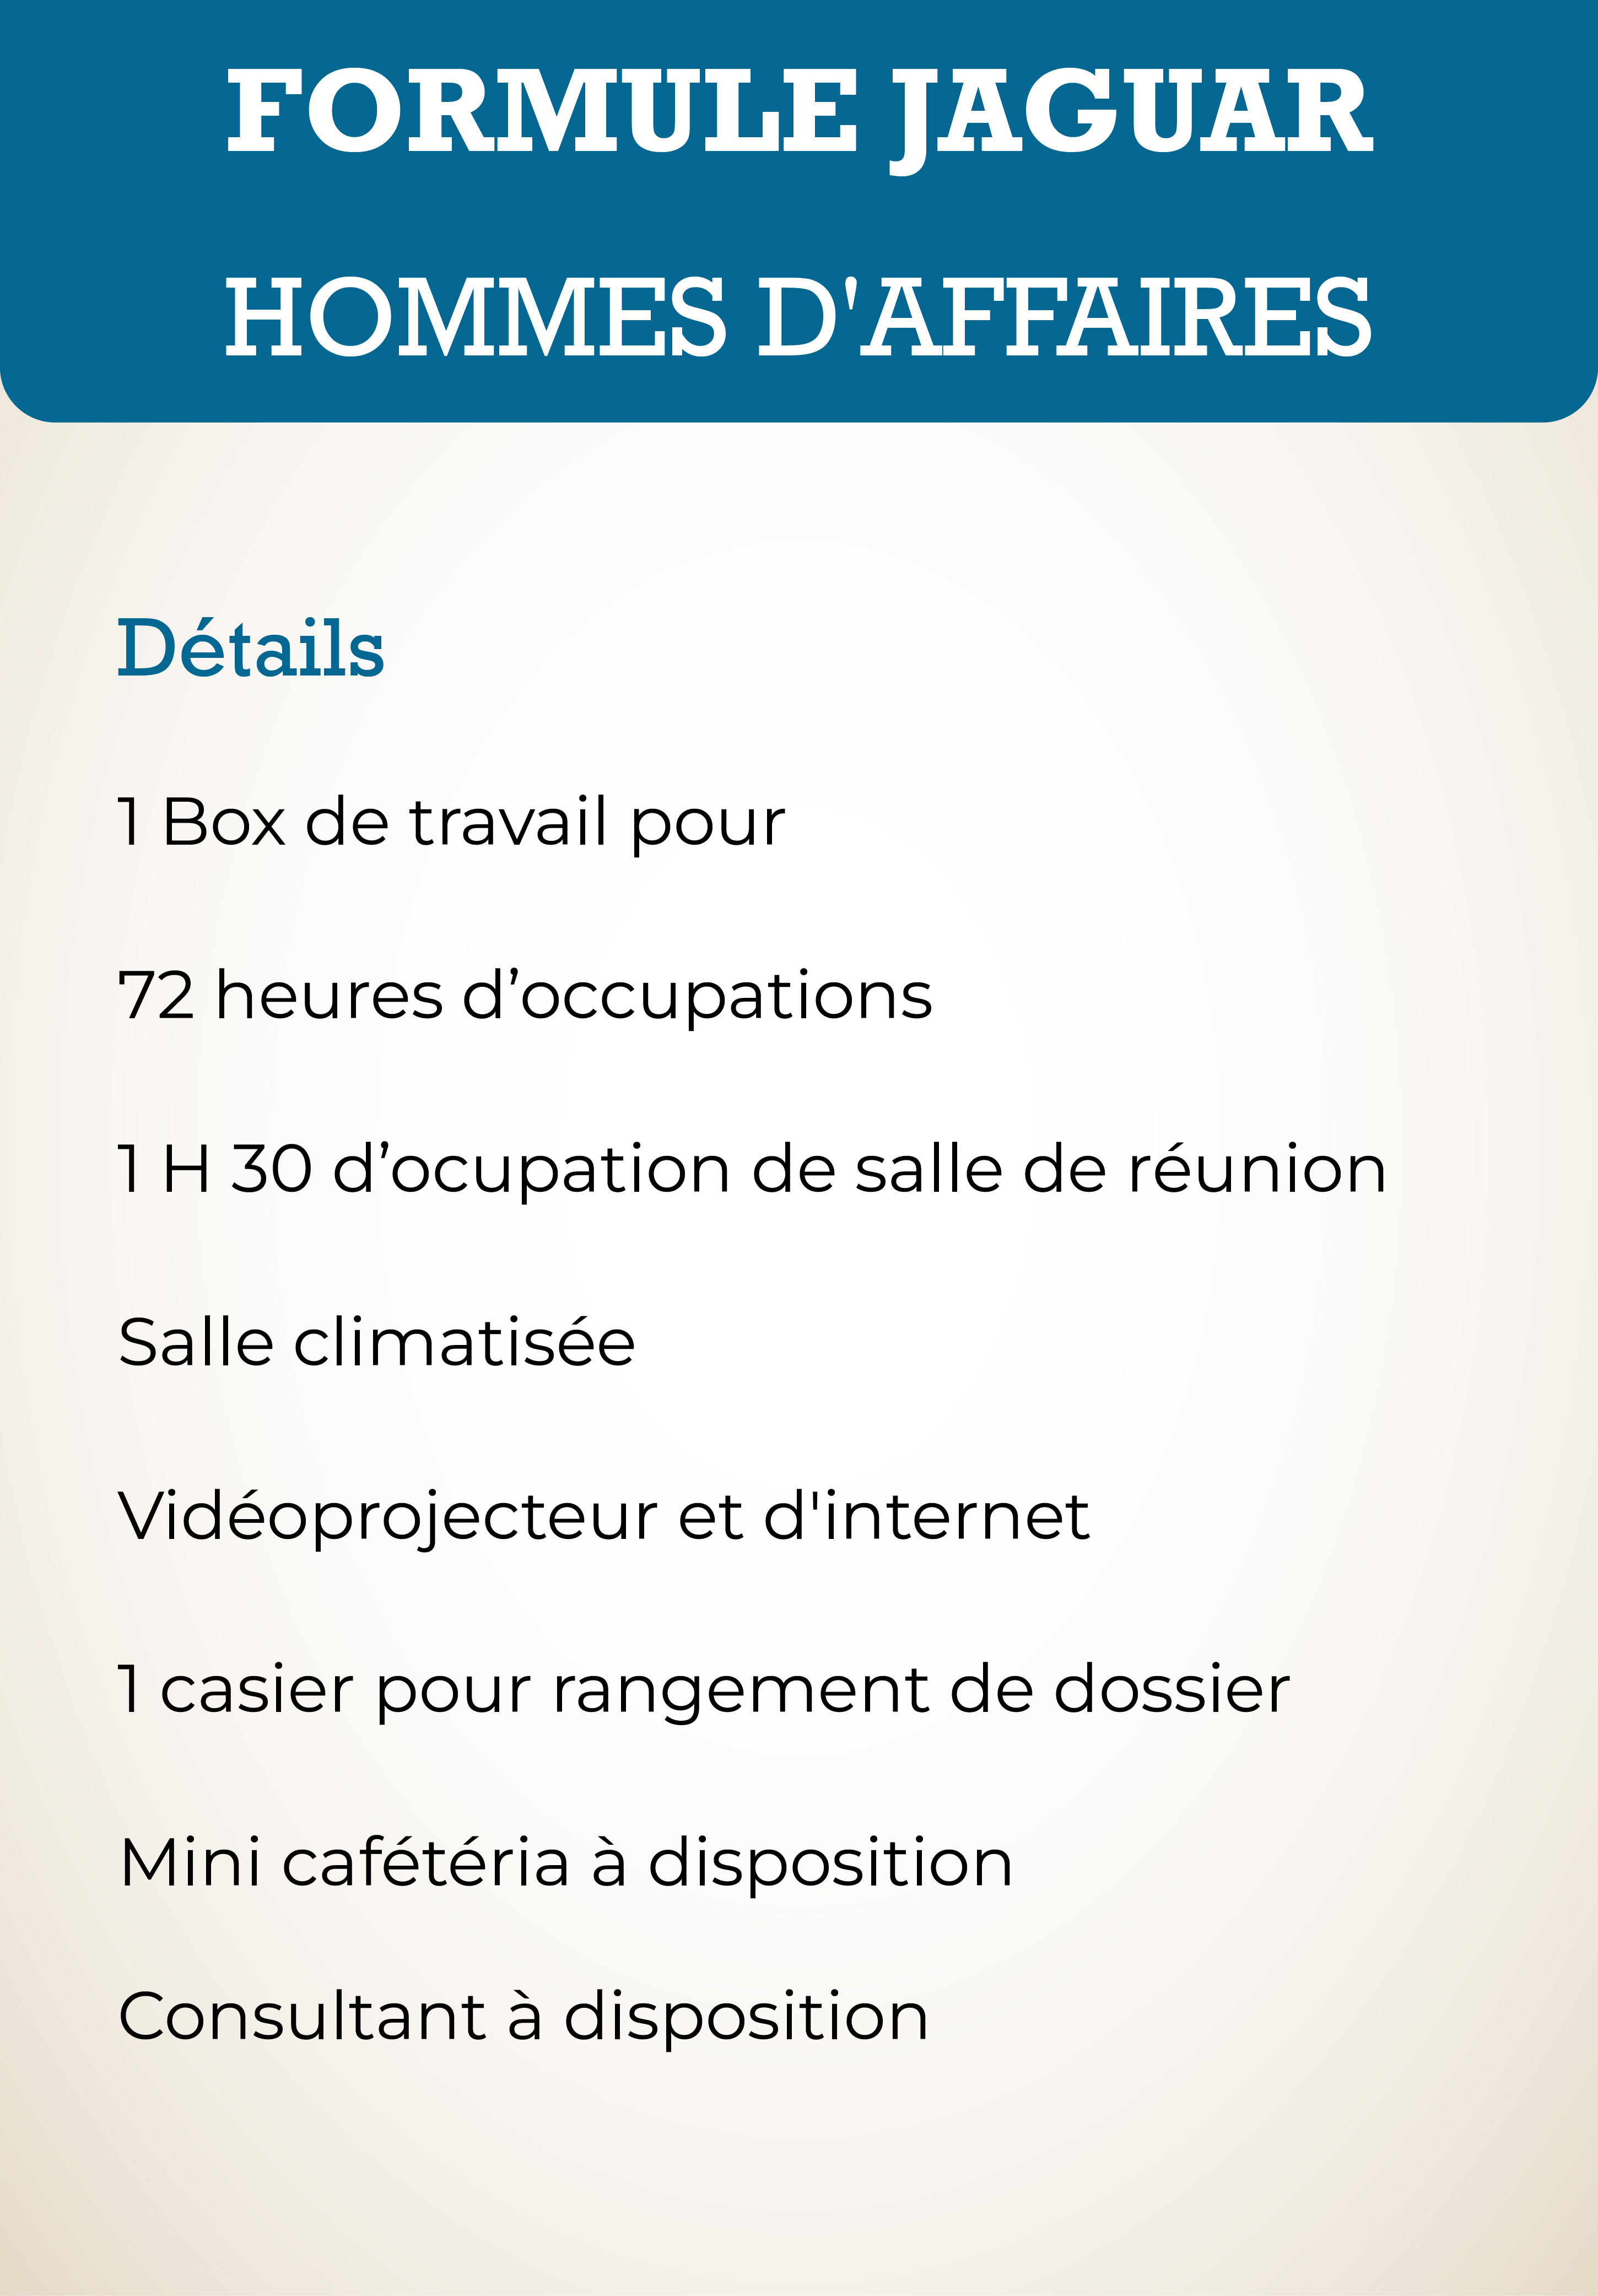 FORMULE JAGUAR
HOMMES D'AFFAIRES
Détails
1 Box de travail pour
72 heures d’occupations
1 H 30 d’ocupation de salle de réunion
Salle climatisée
Vidéoprojecteur et d'internet
1 casier pour rangement de dossier
Mini cafétéria à disposition
Consultant à disposition